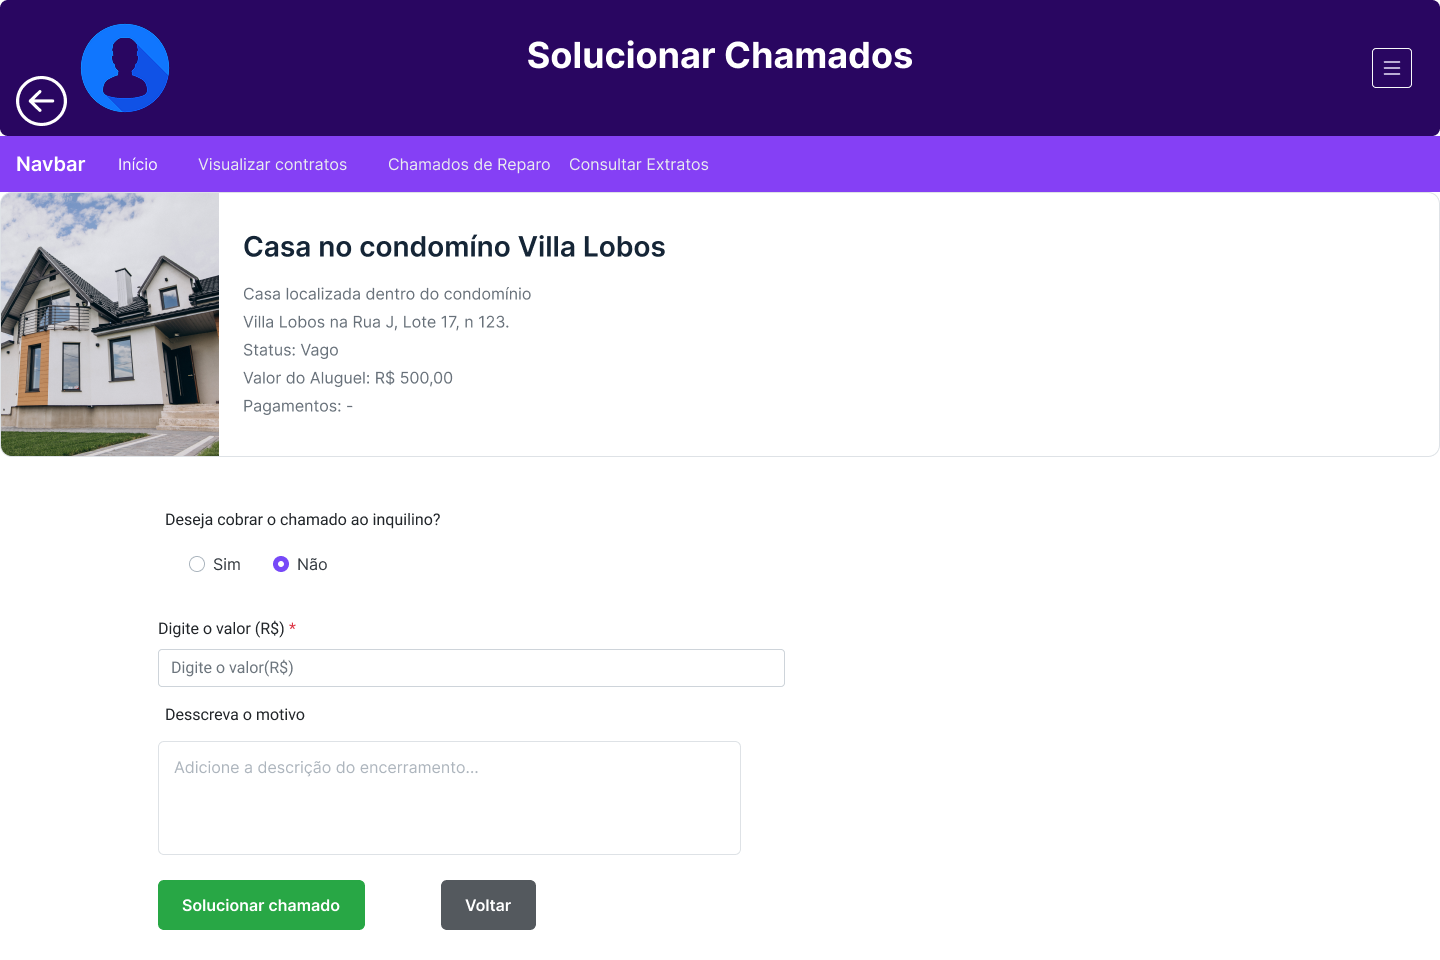 Solucionar Chamados
Navbar Início Visualizar contratos Chamados de Reparo Consultar Extratos
Casa no condomíno Villa Lobos
Casa localizada dentro do condomínio
Villa Lobos na Rua J, Lote 17, n 123.
Status: Vago
Valor do Aluguel: R$ 500,00
Pagamentos: -
Deseja cobrar o chamado ao inquilino?
Sim Não
Digite o valor (R$) *
Digite o valor(R$)
Desscreva o motivo
Adicione a descrição do encerramento...
Solucionar chamado Voltar